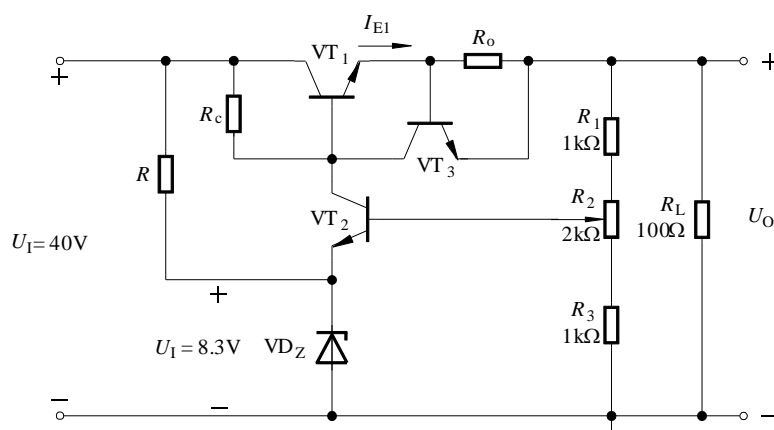 I_E1
VT_1
R_o
+
+
R_c
R_1
1kΩ
R
VT_3
R_2
2kΩ
VT_2
R_L
100Ω
U_O
U_I= 40V
+
R_3
1kΩ
U_I = 8.3V
VD_Z
−
−
−